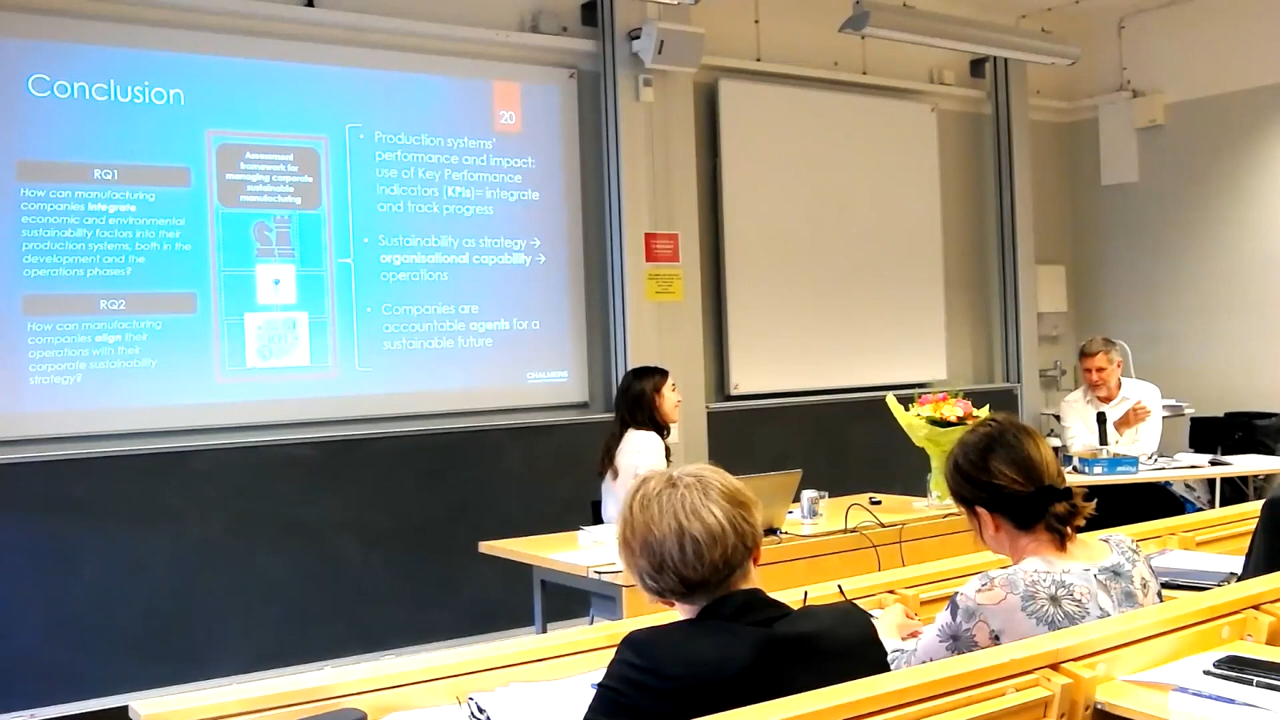 Conclusion
20
RQ1
How can manufacturing
companies integrate
economic and environmental
sustainability factors into their
production systems, both in the
development and the
operations phases?
RQ2
How can manufacturing
companies align their
operations with their
corporate sustainability
strategy?
Assessment
framework for
managing corporate
sustainable
manufacturing
• Production systems'
performance and impact:
use of Key Performance
Indicators (KPIs)= integrate
and track progress
• Sustainability as strategy →
organisational capability →
operations
• Companies are
accountable agents for a
sustainable future
CHALMERS